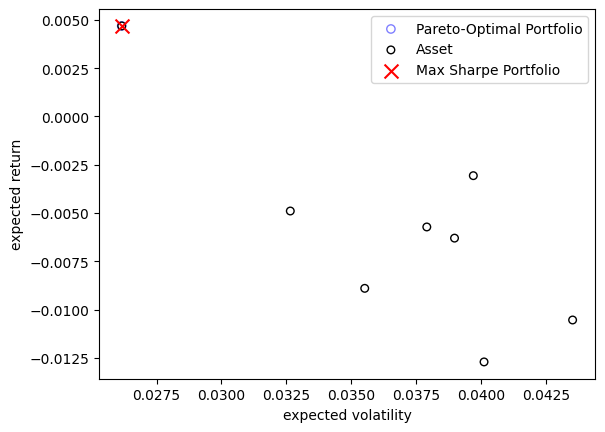 0.0050
0.0025
0.0000
−0.0025
−0.0050
−0.0075
−0.0100
−0.0125
expected return
Pareto-Optimal Portfolio
Asset
Max Sharpe Portfolio
0.0275 0.0300 0.0325 0.0350 0.0375 0.0400 0.0425
expected volatility